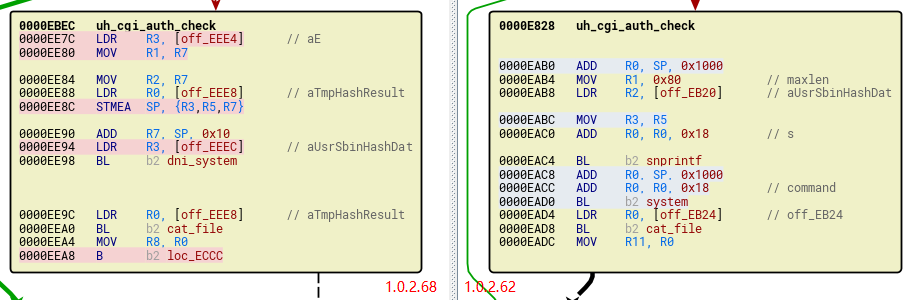 0000EBEC uh_cgi_auth_check
0000EE7C LDR R3, [off_EEE4] // aE
0000EE80 MOV R1, R7
0000EE84 MOV R2, R7
0000EE88 LDR R0, [off_EEE8] // aTmpHashResult
0000EE8C STMEA SP, {R3,R5,R7}
0000EE90 ADD R7, SP, 0x10
0000EE94 LDR R3, [off_EEEC] // aUsrSbinHashDat
0000EE98 BL b2 dni_system
0000EE9C LDR R0, [off_EEE8] // aTmpHashResult
0000EEA0 BL b2 cat_file
0000EEA4 MOV R8, R0
0000EEA8 B b2 loc_ECCC
1.0.2.68
0000E828 uh_cgi_auth_check
0000EAB0 ADD R0, SP, 0x1000
0000EAB4 MOV R1, 0x80 // maxlen
0000EAB8 LDR R2, [off_EB20] // aUsrSbinHashDat
0000EABC MOV R3, R5
0000EAC0 ADD R0, R0, 0x18 // s
0000EAC4 BL b2 snprintf
0000EAC8 ADD R0, SP, 0x1000
0000EACC ADD R0, R0, 0x18 // command
0000EAD0 BL b2 system
0000EAD4 LDR R0, [off_EB24] // off_EB24
0000EAD8 BL b2 cat_file
0000EADC MOV R11, R0
1.0.2.62